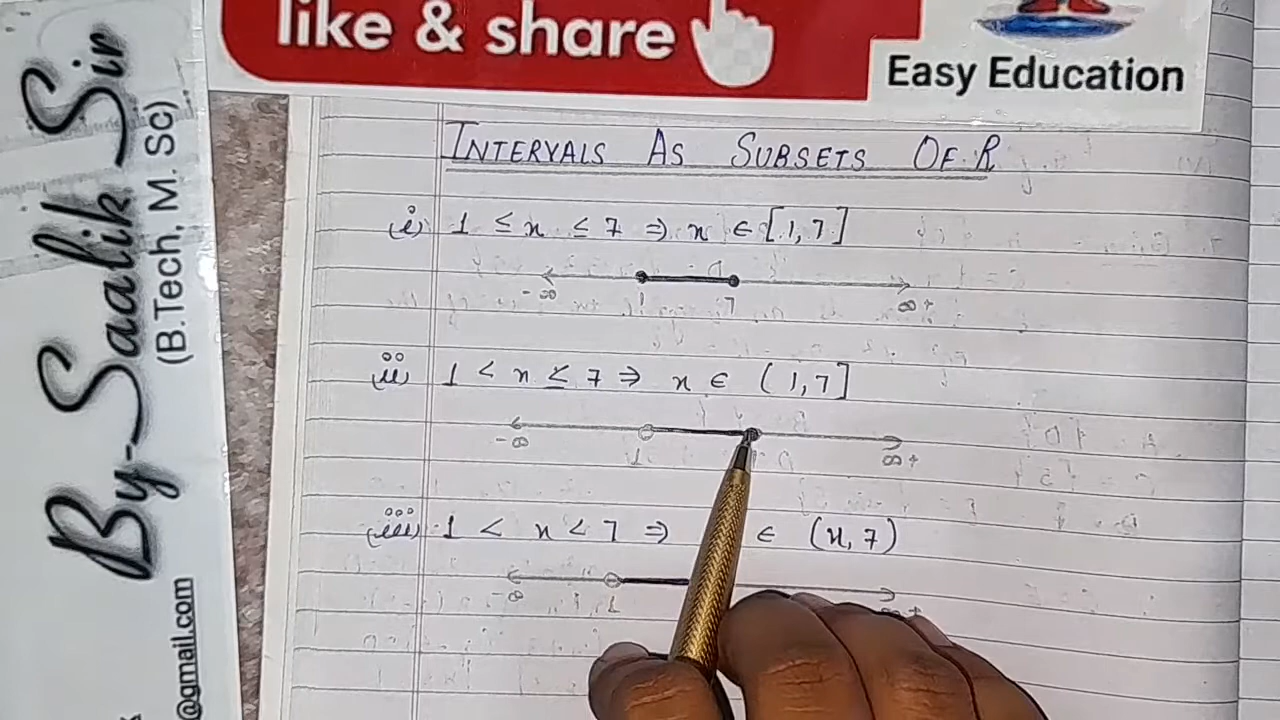 like & share
Easy Education
By-Saalik Sir
(B.Tech, M. Sc)
@gmail.com
INTERVALS AS SUBSETS OF R
(i) 1 ≤ x ≤ 7 ⇒ x ∈ [1, 7]
-∞ 1 7 ∞+
(ii) 1 < x ≤ 7 ⇒ x ∈ (1, 7]
-∞ 1 ∞+
(iii) 1 < x < 7 ⇒ ∈ (x, 7)
-∞ 1 ∞+